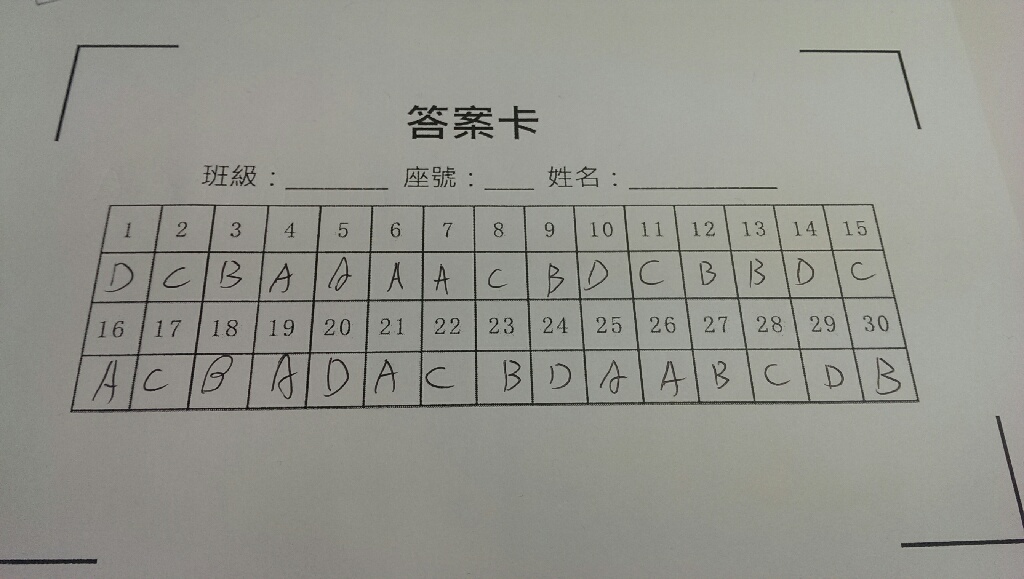 答案卡
班級：________ 座號：____ 姓名：____________
1 2 3 4 5 6 7 8 9 10 11 12 13 14 15
D C B A A A A C B D C B B D C
16 17 18 19 20 21 22 23 24 25 26 27 28 29 30
A C B A D A C B D A A B C D B